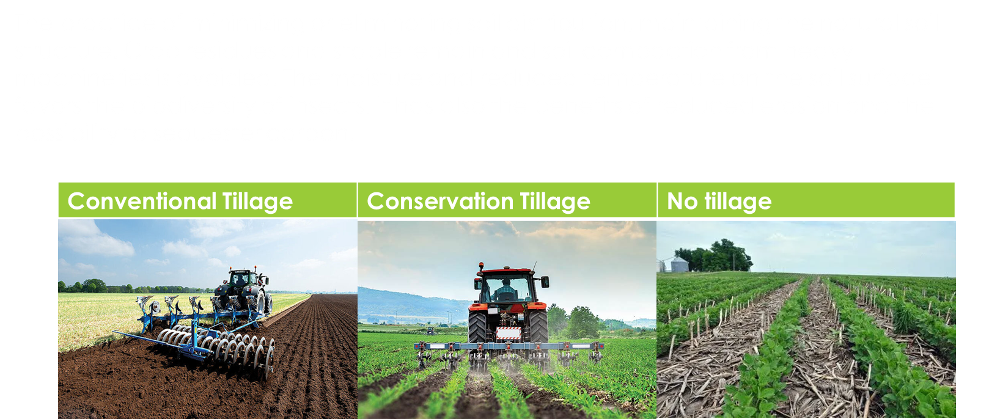 Conventional Tillage
Conservation Tillage
No tillage